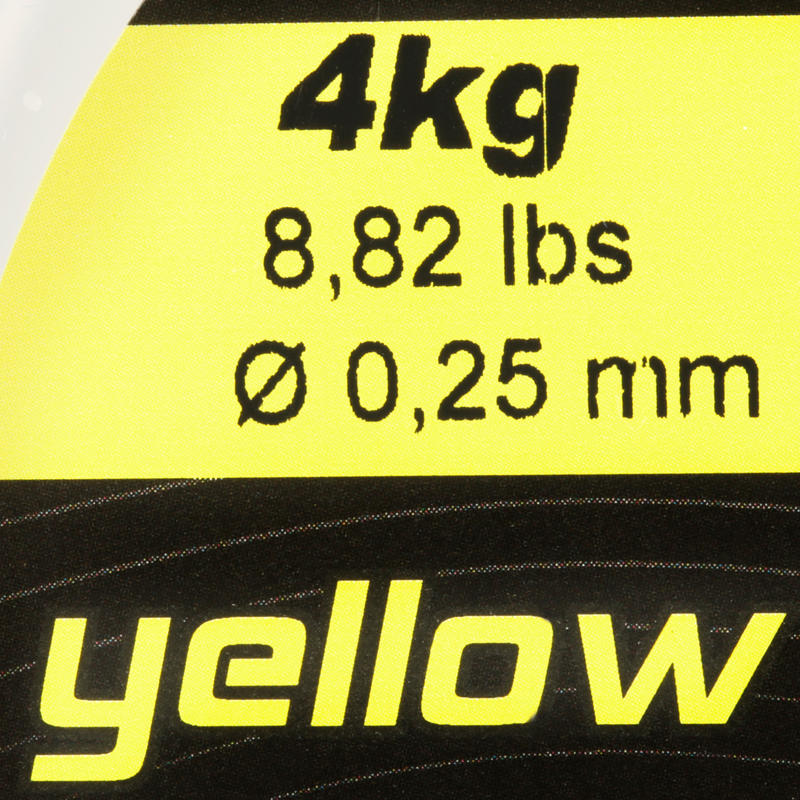 4kg
8,82 lbs
Ø 0,25 mm
yellow